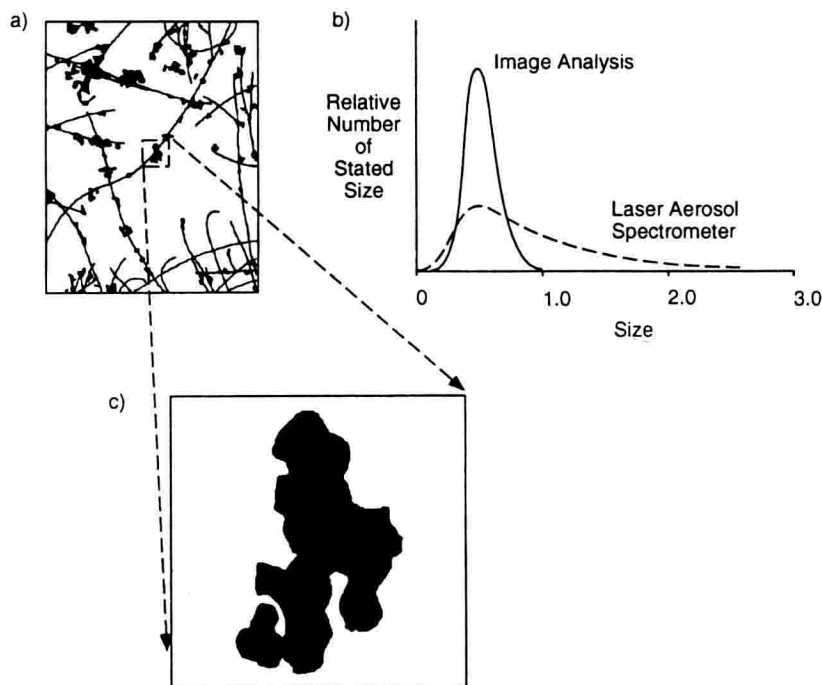 a)
b)
Image Analysis
Relative
Number
of
Stated
Size
Laser Aerosol
Spectrometer
0
1.0
2.0
3.0
Size
c)